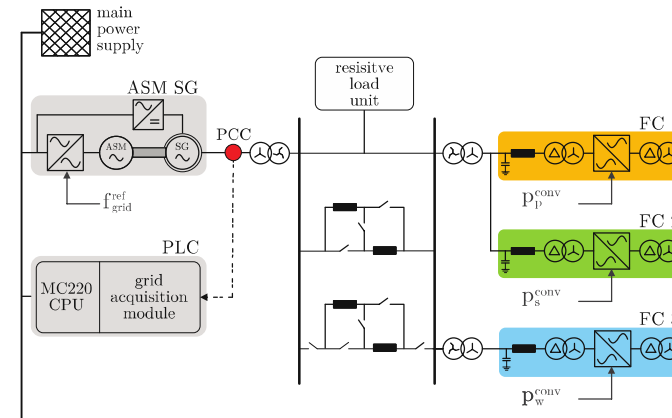 main
power
supply
ASM SG
ASM
SG
PCC
f_grid^ref
PLC
MC220
CPU
grid
acquisition
module
resisitve
load
unit
FC
p_p^conv
FC
p_s^conv
FC
p_w^conv